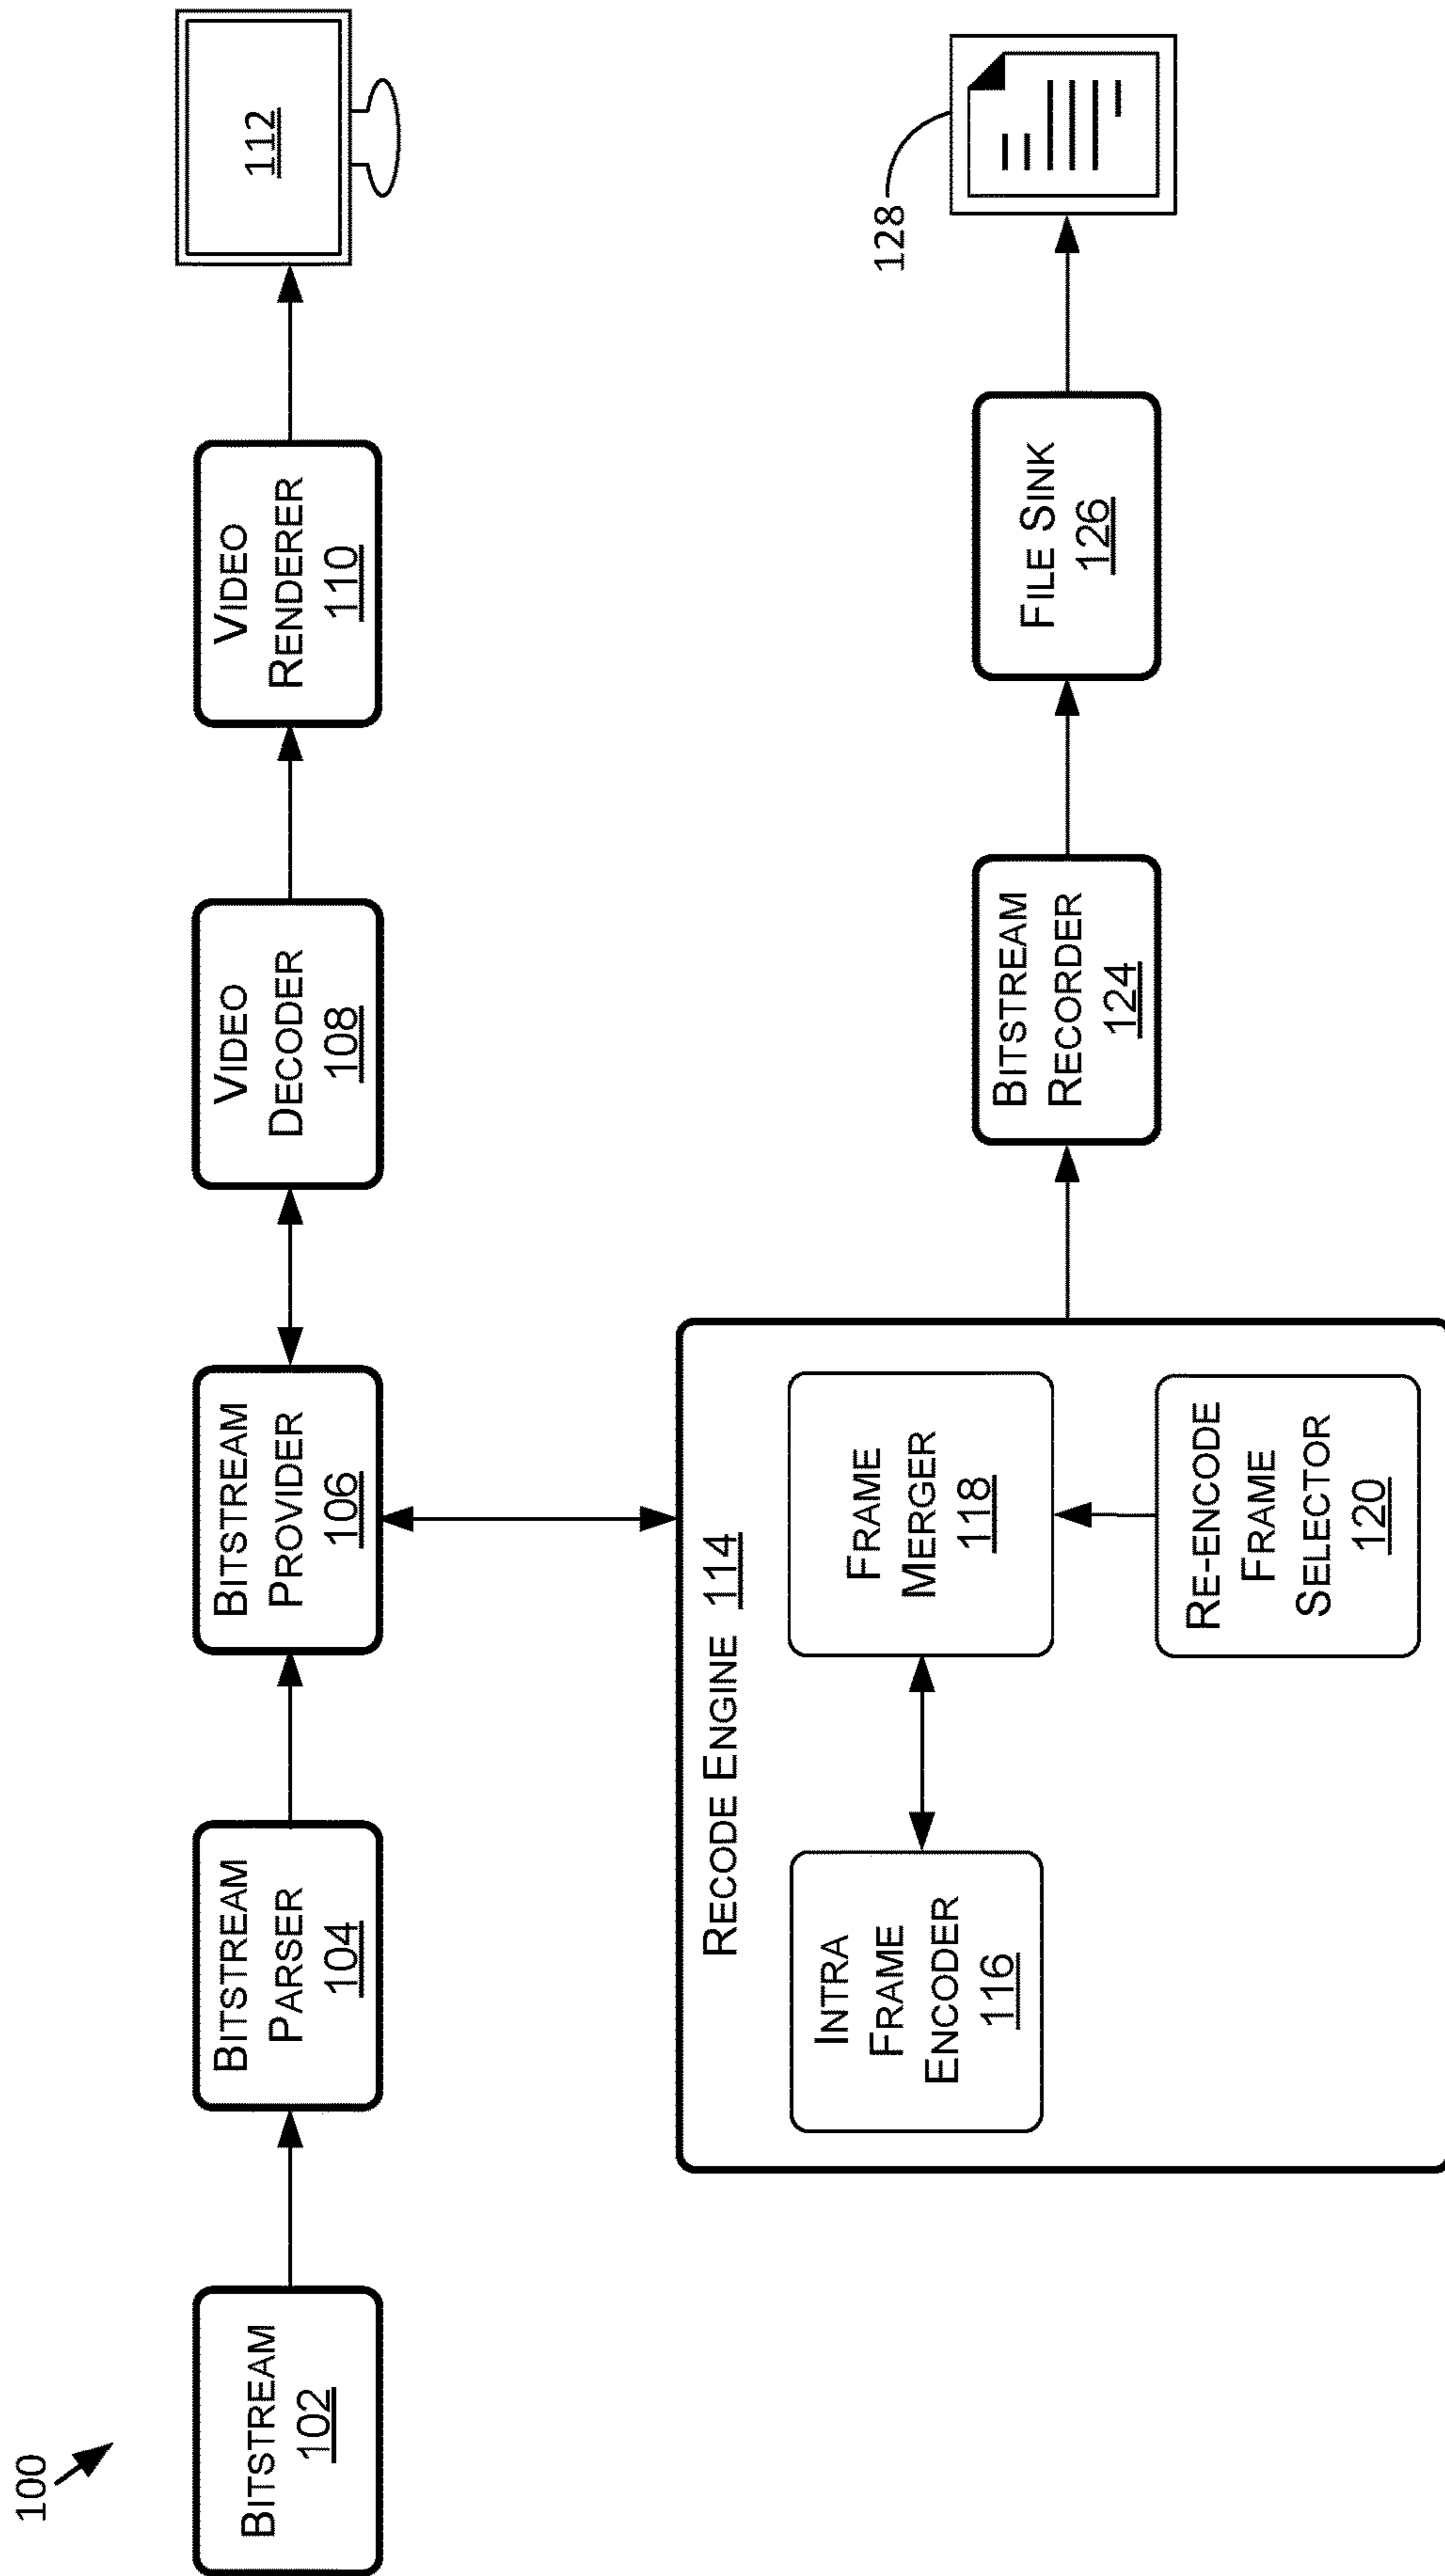 100
BITSTREAM
102
BITSTREAM
PARSER
104
BITSTREAM
PROVIDER
106
VIDEO
DECODER
108
VIDEO
RENDERER
110
112
RECODE ENGINE 114
INTRA
FRAME
ENCODER
116
FRAME
MERGER
118
RE-ENCODE
FRAME
SELECTOR
120
BITSTREAM
RECORDER
124
FILE SINK
126
128